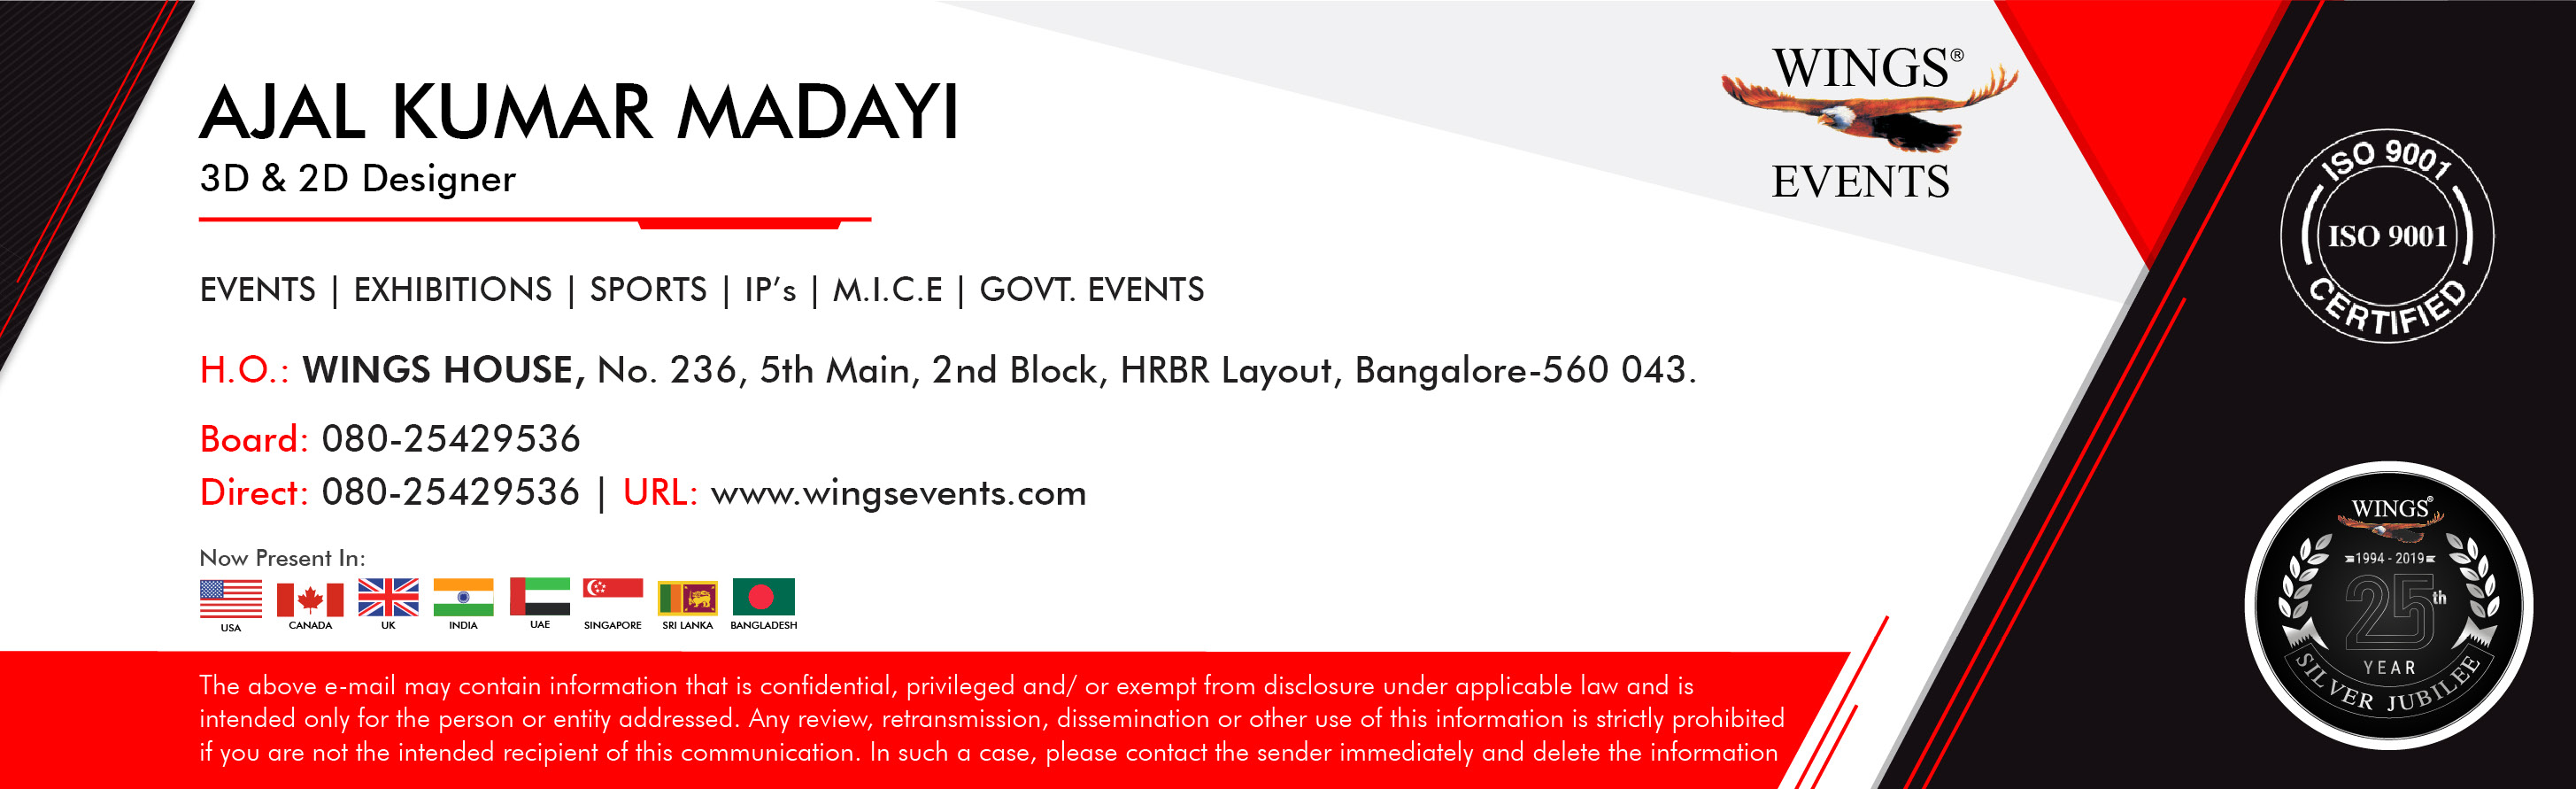 AJAL KUMAR MADAYI
3D & 2D Designer
WINGS®
EVENTS
EVENTS | EXHIBITIONS | SPORTS | IP’s | M.I.C.E | GOVT. EVENTS
H.O.: WINGS HOUSE, No. 236, 5th Main, 2nd Block, HRBR Layout, Bangalore-560 043.
Board: 080-25429536
Direct: 080-25429536 | URL: www.wingsevents.com
Now Present In:
USA CANADA UK INDIA UAE SINGAPORE SRI LANKA BANGLADESH
The above e-mail may contain information that is confidential, privileged and/ or exempt from disclosure under applicable law and is
intended only for the person or entity addressed. Any review, retransmission, dissemination or other use of this information is strictly prohibited
if you are not the intended recipient of this communication. In such a case, please contact the sender immediately and delete the information
ISO 9001
ISO 9001
CERTIFIED
WINGS®
1994 - 2019
25th
YEAR
SILVER JUBILEE